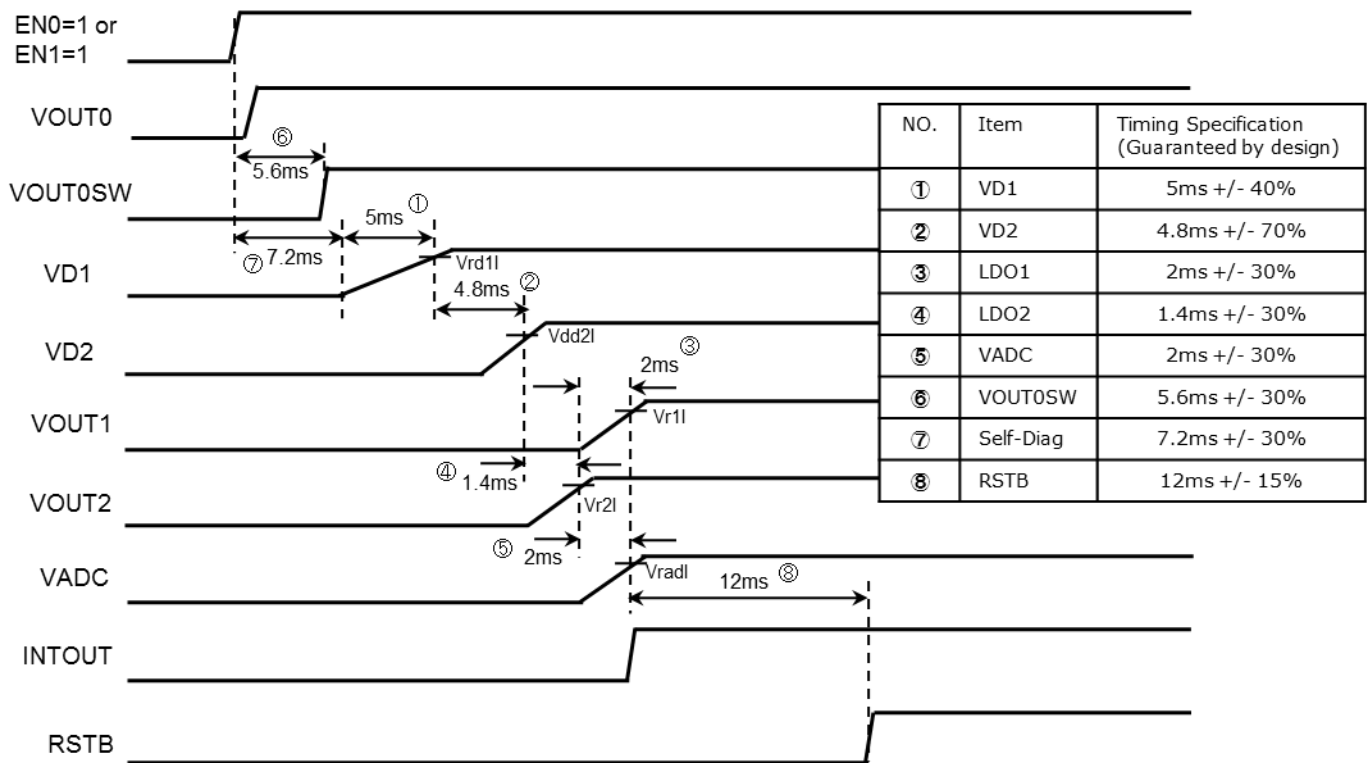 EN0=1 or
EN1=1
VOUT0
⑥
5.6ms
VOUT0SW
5ms ①
⑦ 7.2ms
VD1
Vrd1l
4.8ms ②
VD2
Vdd2l
2ms ③
VOUT1
Vr1l
④ 1.4ms
VOUT2
Vr2l
⑤ 2ms
VADC
Vradl
12ms ⑧
INTOUT
RSTB
NO. Item Timing Specification
(Guaranteed by design)
① VD1 5ms +/- 40%
② VD2 4.8ms +/- 70%
③ LDO1 2ms +/- 30%
④ LDO2 1.4ms +/- 30%
⑤ VADC 2ms +/- 30%
⑥ VOUT0SW 5.6ms +/- 30%
⑦ Self-Diag 7.2ms +/- 30%
⑧ RSTB 12ms +/- 15%